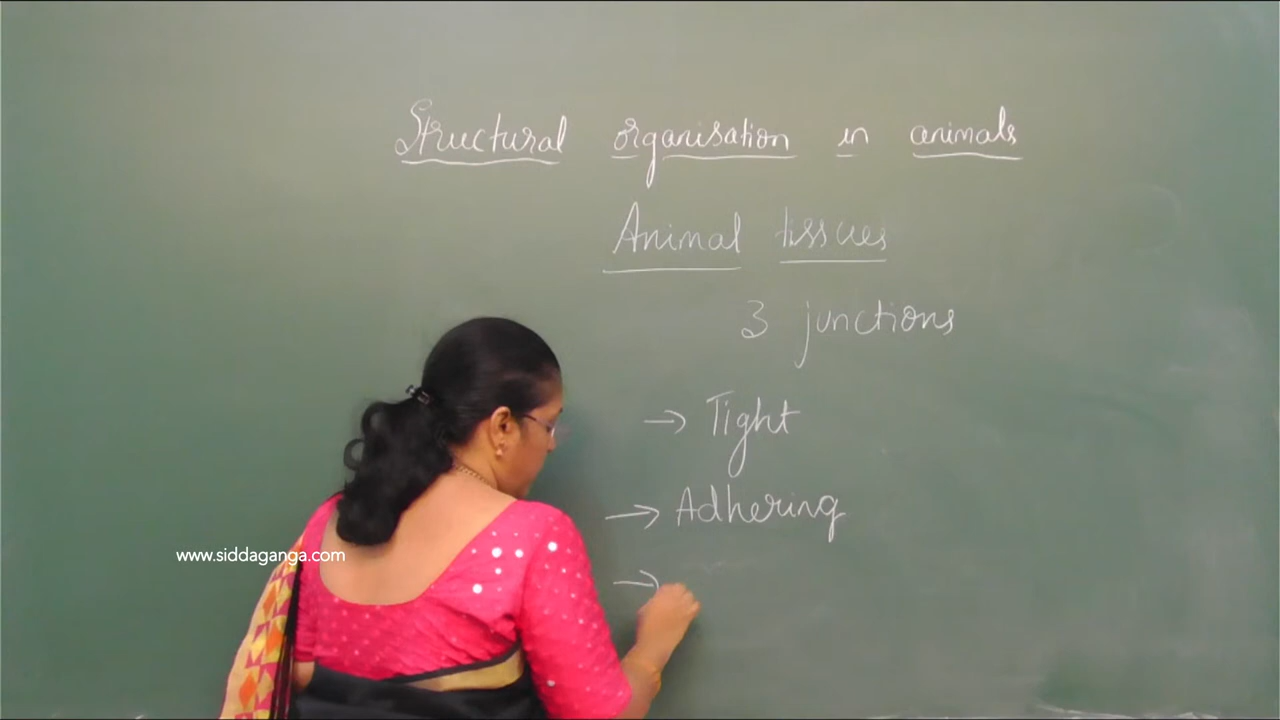 Structural organisation in animals
Animal tissues
3 junctions
→ Tight
→ Adhering
→
www.siddaganga.com